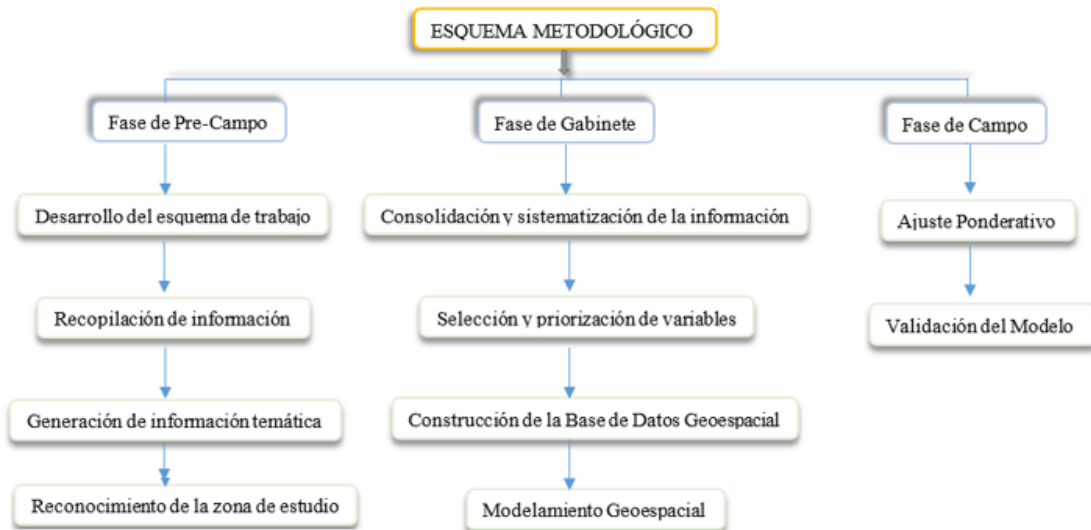 ESQUEMA METODOLÓGICO
Fase de Pre-Campo
Desarrollo del esquema de trabajo
Recopilación de información
Generación de información temática
Reconocimiento de la zona de estudio
Fase de Gabinete
Consolidación y sistematización de la información
Selección y priorización de variables
Construcción de la Base de Datos Geoespacial
Modelamiento Geoespacial
Fase de Campo
Ajuste Ponderativo
Validación del Modelo